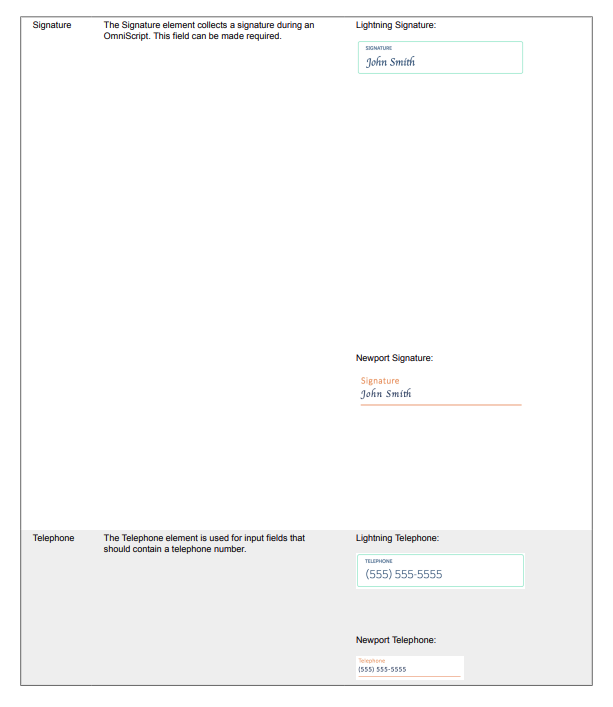 Signature
The Signature element collects a signature during an
OmniScript. This field can be made required.
Lightning Signature:
SIGNATURE
John Smith
Newport Signature:
Signature
John Smith
Telephone
The Telephone element is used for input fields that
should contain a telephone number.
Lightning Telephone:
TELEPHONE
(555) 555-5555
Newport Telephone:
Telephone
(555) 555-5555